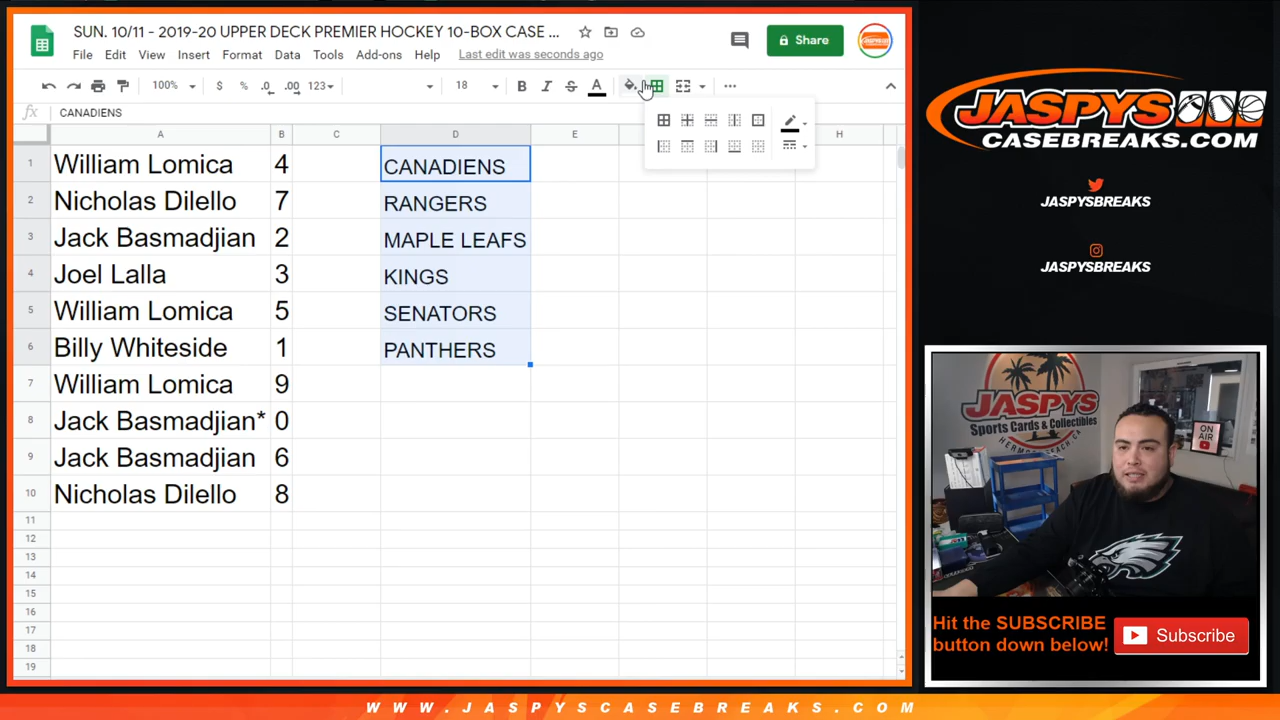 SUN. 10/11 - 2019-20 UPPER DECK PREMIER HOCKEY 10-BOX CASE ...
File Edit View Insert Format Data Tools Add-ons Help Last edit was seconds ago
Share
100% $ % .0 .00 123 18 B I S A
fx CANADIENS
A B C D E F G H
1 William Lomica 4 CANADIENS
2 Nicholas Dilello 7 RANGERS
3 Jack Basmadjian 2 MAPLE LEAFS
4 Joel Lalla 3 KINGS
5 William Lomica 5 SENATORS
6 Billy Whiteside 1 PANTHERS
7 William Lomica 9
8 Jack Basmadjian* 0
9 Jack Basmadjian 6
10 Nicholas Dilello 8
11
12
13
14
15
16
17
18
19
JASPYS
CASEBREAKS.COM
JASPYSBREAKS
JASPYSBREAKS
JASPYS
Sports Cards & Collectibles
ON AIR
Hit the SUBSCRIBE
button down below!
Subscribe
WWW.JASPYSCASEBREAKS.COM